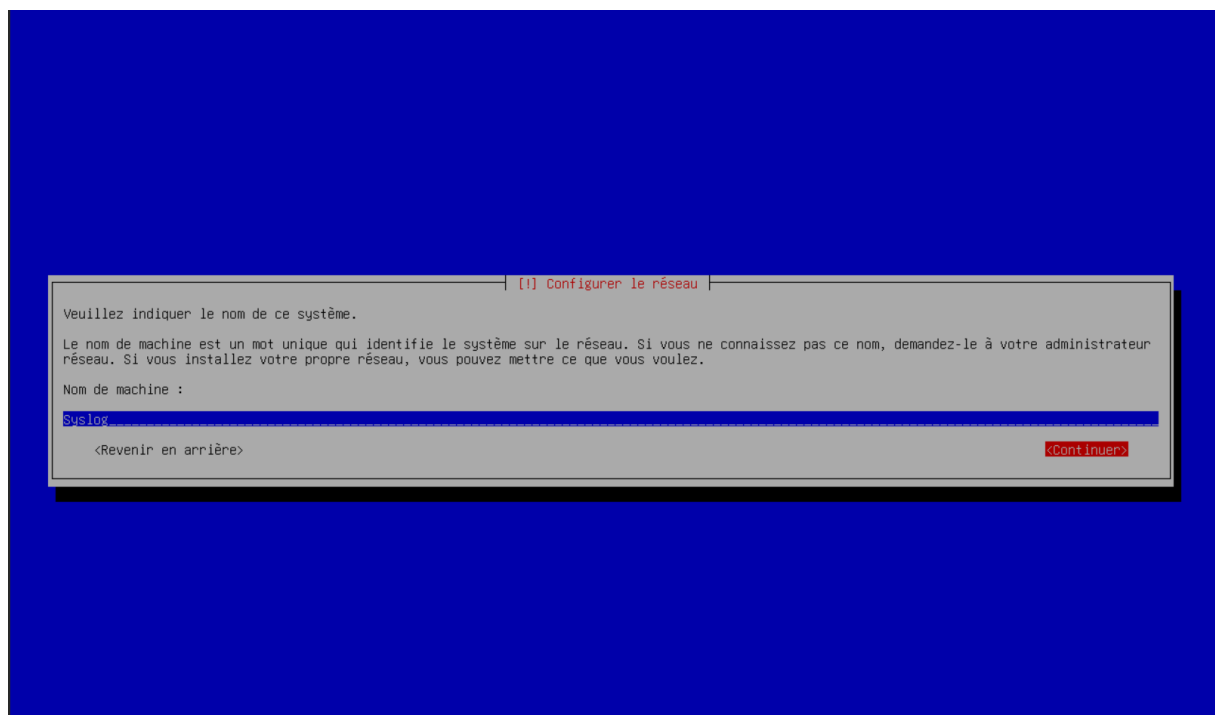 [!] Configurer le réseau
Veuillez indiquer le nom de ce système.
Le nom de machine est un mot unique qui identifie le système sur le réseau. Si vous ne connaissez pas ce nom, demandez-le à votre administrateur
réseau. Si vous installez votre propre réseau, vous pouvez mettre ce que vous voulez.
Nom de machine :
Syslog
<Revenir en arrière> <Continuer>